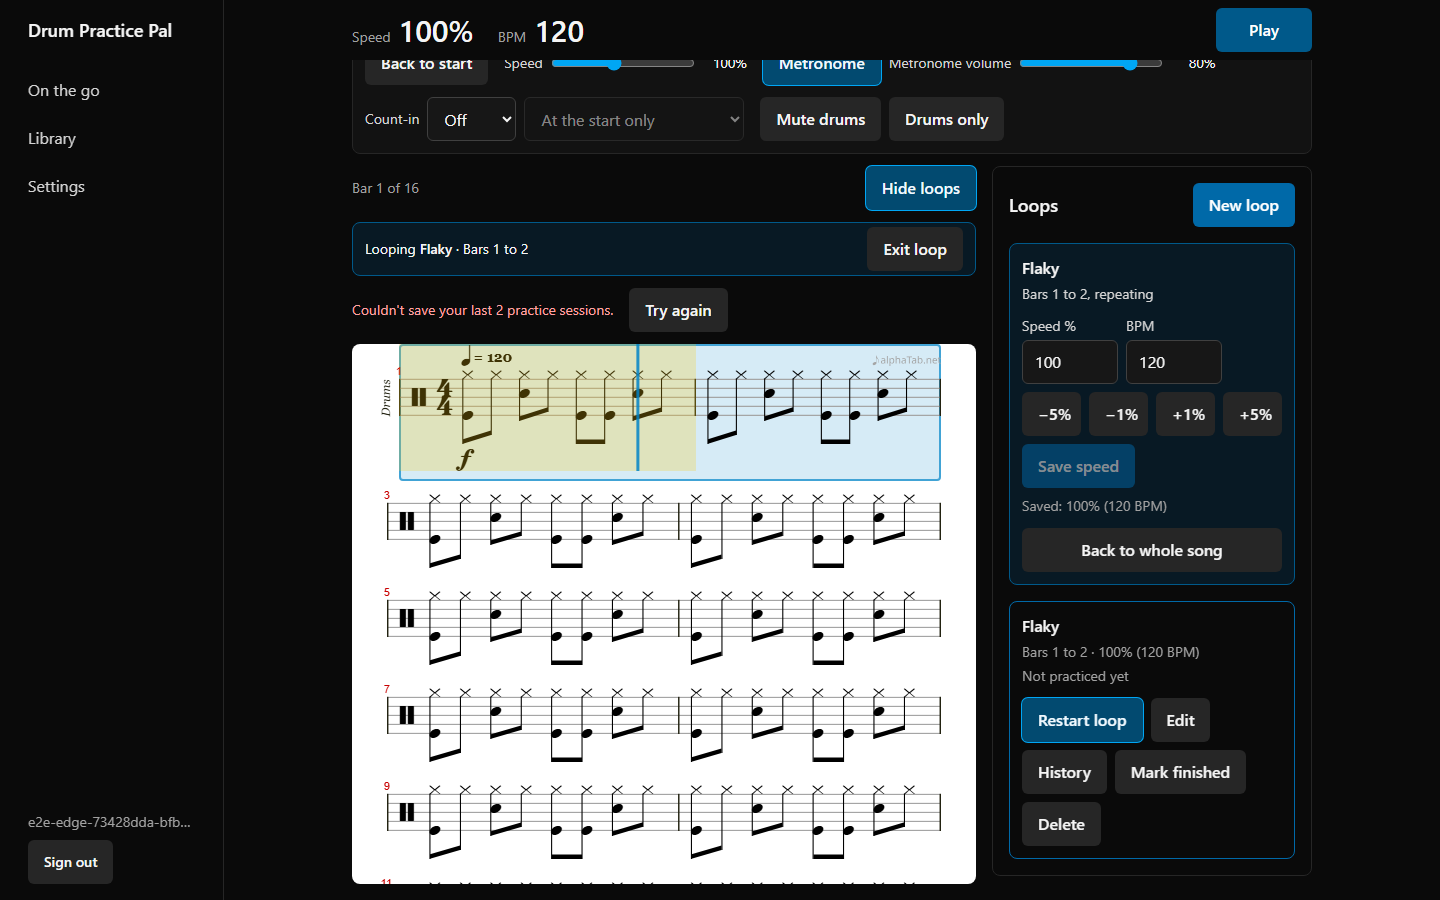 Drum Practice Pal
On the go
Library
Settings
e2e-edge-73428dda-bfb...
Sign out
Speed 100% BPM 120
Play
Back to start Speed 100% Metronome Metronome volume 80%
Count-in Off At the start only Mute drums Drums only
Bar 1 of 16
Hide loops
Looping Flaky · Bars 1 to 2
Exit loop
Couldn't save your last 2 practice sessions.
Try again
= 120
alphaTab.net
1
Drums
4
4
f
3
5
7
9
11
Loops
New loop
Flaky
Bars 1 to 2, repeating
Speed % BPM
100 120
−5% −1% +1% +5%
Save speed
Saved: 100% (120 BPM)
Back to whole song
Flaky
Bars 1 to 2 · 100% (120 BPM)
Not practiced yet
Restart loop Edit
History Mark finished
Delete